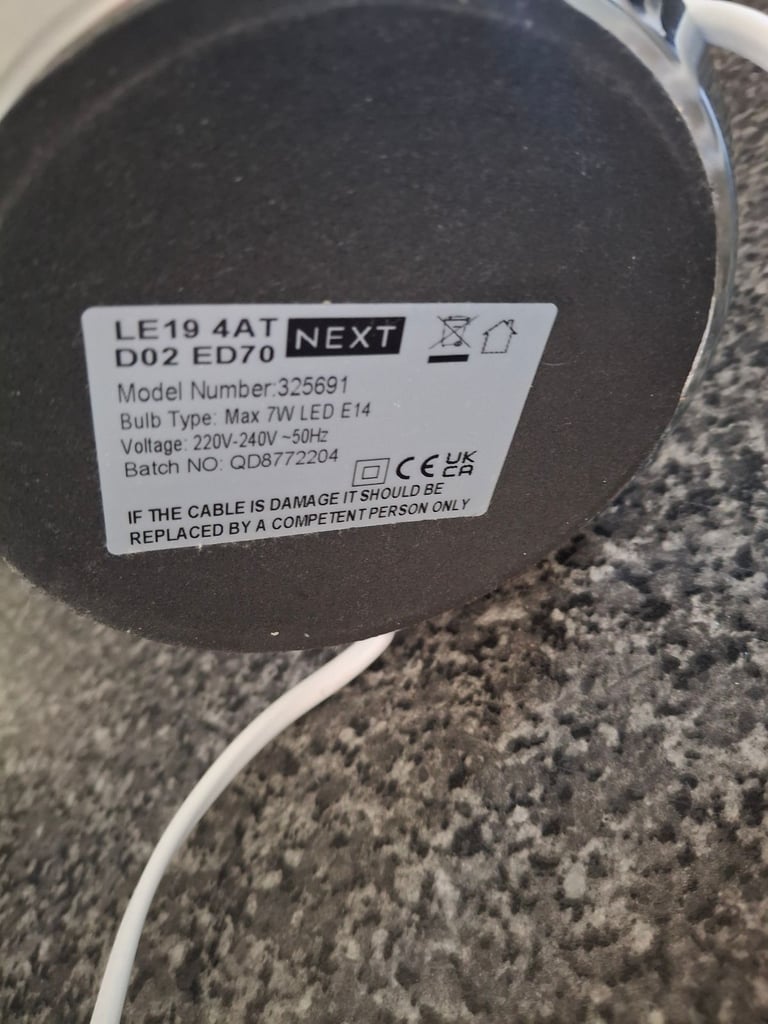 LE19 4AT
D02 ED70
NEXT
Model Number:325691
Bulb Type: Max 7W LED E14
Voltage: 220V-240V ~50Hz
Batch NO: QD8772204
CE UK CA
IF THE CABLE IS DAMAGE IT SHOULD BE
REPLACED BY A COMPETENT PERSON ONLY